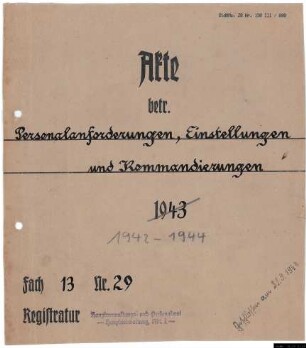 Akte
betr.
Personalanforderungen, Einstellungen
und Kommandierungen
1943
1942 - 1944
Fach 13 Nr. 29
Registratur